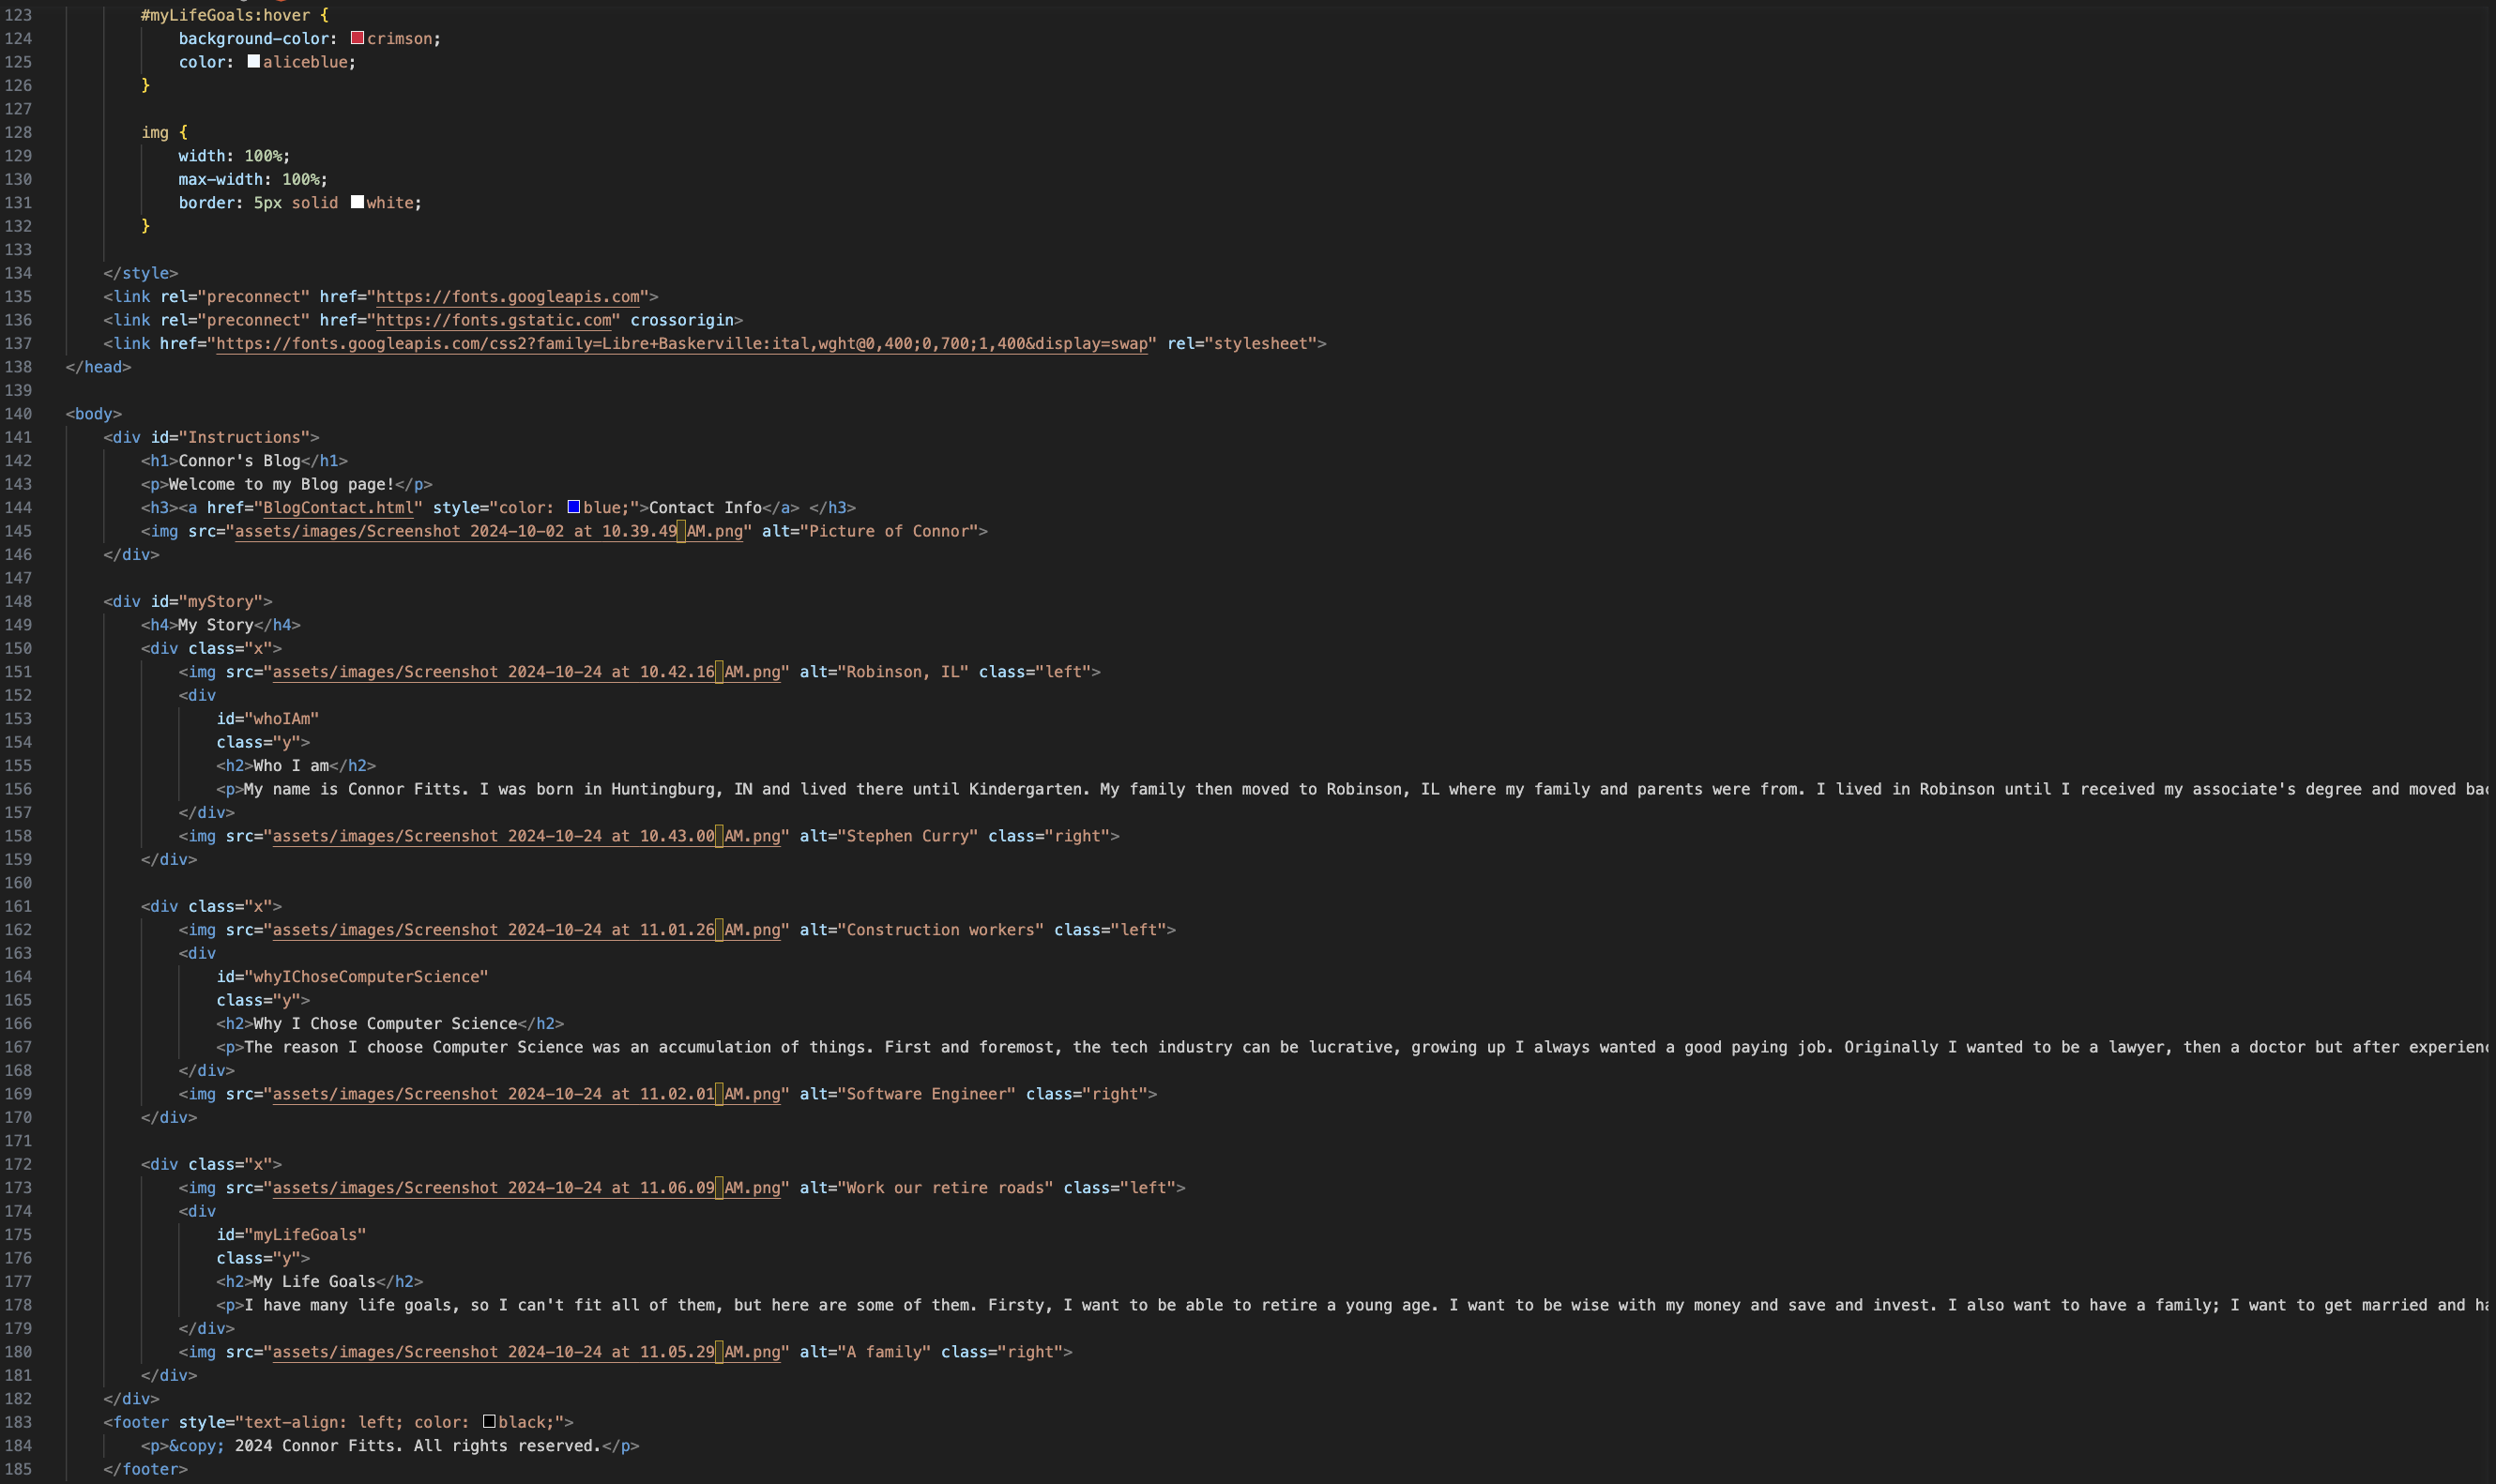 123 #myLifeGoals:hover {
124 background-color: crimson;
125 color: aliceblue;
126 }
127
128 img {
129 width: 100%;
130 max-width: 100%;
131 border: 5px solid white;
132 }
133
134 </style>
135 <link rel="preconnect" href="https://fonts.googleapis.com">
136 <link rel="preconnect" href="https://fonts.gstatic.com" crossorigin>
137 <link href="https://fonts.googleapis.com/css2?family=Libre+Baskerville:ital,wght@0,400;0,700;1,400&display=swap" rel="stylesheet">
138 </head>
139
140 <body>
141 <div id="Instructions">
142 <h1>Connor's Blog</h1>
143 <p>Welcome to my Blog page!</p>
144 <h3><a href="BlogContact.html" style="color: blue;">Contact Info</a> </h3>
145 <img src="assets/images/Screenshot 2024-10-02 at 10.39.49 AM.png" alt="Picture of Connor">
146 </div>
147
148 <div id="myStory">
149 <h4>My Story</h4>
150 <div class="x">
151 <img src="assets/images/Screenshot 2024-10-24 at 10.42.16 AM.png" alt="Robinson, IL" class="left">
152 <div
153 id="whoIAm"
154 class="y">
155 <h2>Who I am</h2>
156 <p>My name is Connor Fitts. I was born in Huntingburg, IN and lived there until Kindergarten. My family then moved to Robinson, IL where my family and parents were from. I lived in Robinson until I received my associate's degree and moved
157 </div>
158 <img src="assets/images/Screenshot 2024-10-24 at 10.43.00 AM.png" alt="Stephen Curry" class="right">
159 </div>
160
161 <div class="x">
162 <img src="assets/images/Screenshot 2024-10-24 at 11.01.26 AM.png" alt="Construction workers" class="left">
163 <div
164 id="whyIChoseComputerScience"
165 class="y">
166 <h2>Why I Chose Computer Science</h2>
167 <p>The reason I choose Computer Science was an accumulation of things. First and foremost, the tech industry can be lucrative, growing up I always wanted a good paying job. Originally I wanted to be a lawyer, then a doctor but after
168 </div>
169 <img src="assets/images/Screenshot 2024-10-24 at 11.02.01 AM.png" alt="Software Engineer" class="right">
170 </div>
171
172 <div class="x">
173 <img src="assets/images/Screenshot 2024-10-24 at 11.06.09 AM.png" alt="Work our retire roads" class="left">
174 <div
175 id="myLifeGoals"
176 class="y">
177 <h2>My Life Goals</h2>
178 <p>I have many life goals, so I can't fit all of them, but here are some of them. Firsty, I want to be able to retire a young age. I want to be wise with my money and save and invest. I also want to have a family; I want to get married and
179 </div>
180 <img src="assets/images/Screenshot 2024-10-24 at 11.05.29 AM.png" alt="A family" class="right">
181 </div>
182 </div>
183 <footer style="text-align: left; color: black;">
184 <p>&copy; 2024 Connor Fitts. All rights reserved.</p>
185 </footer>